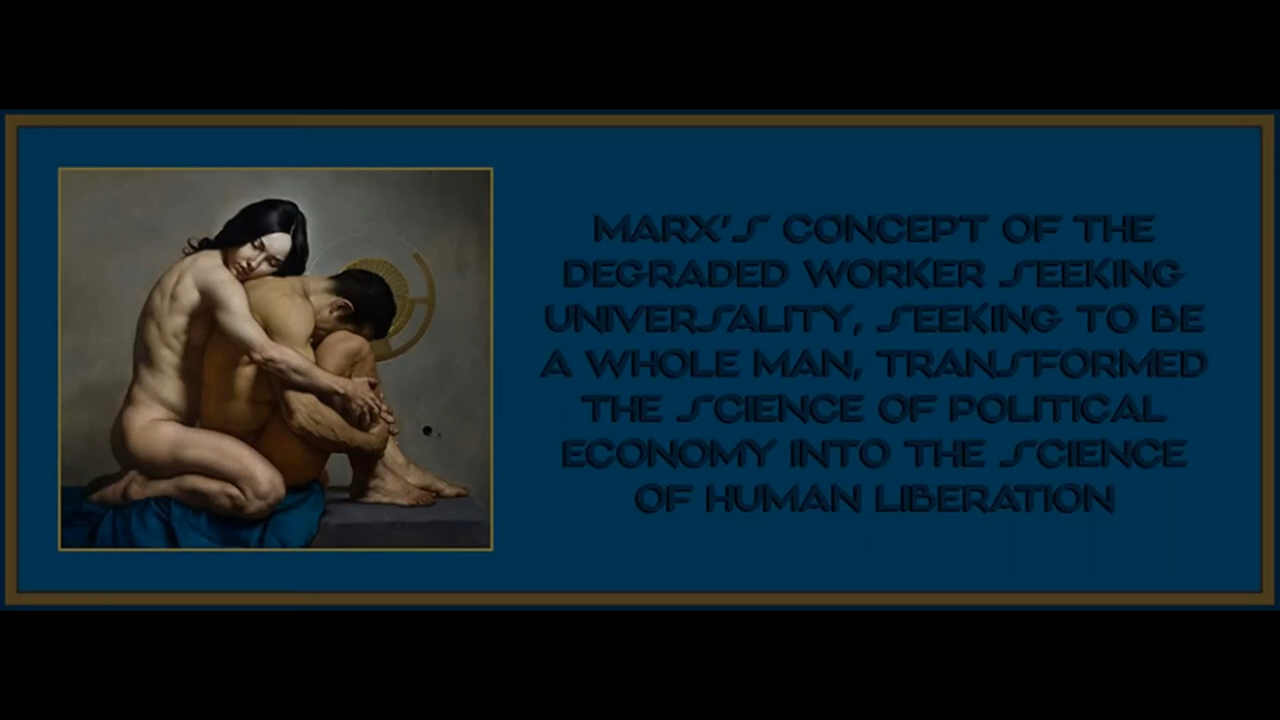 MARX'S CONCEPT OF THE
DEGRADED WORKER SEEKING
UNIVERSALITY, SEEKING TO BE
A WHOLE MAN, TRANSFORMED
THE SCIENCE OF POLITICAL
ECONOMY INTO THE SCIENCE
OF HUMAN LIBERATION